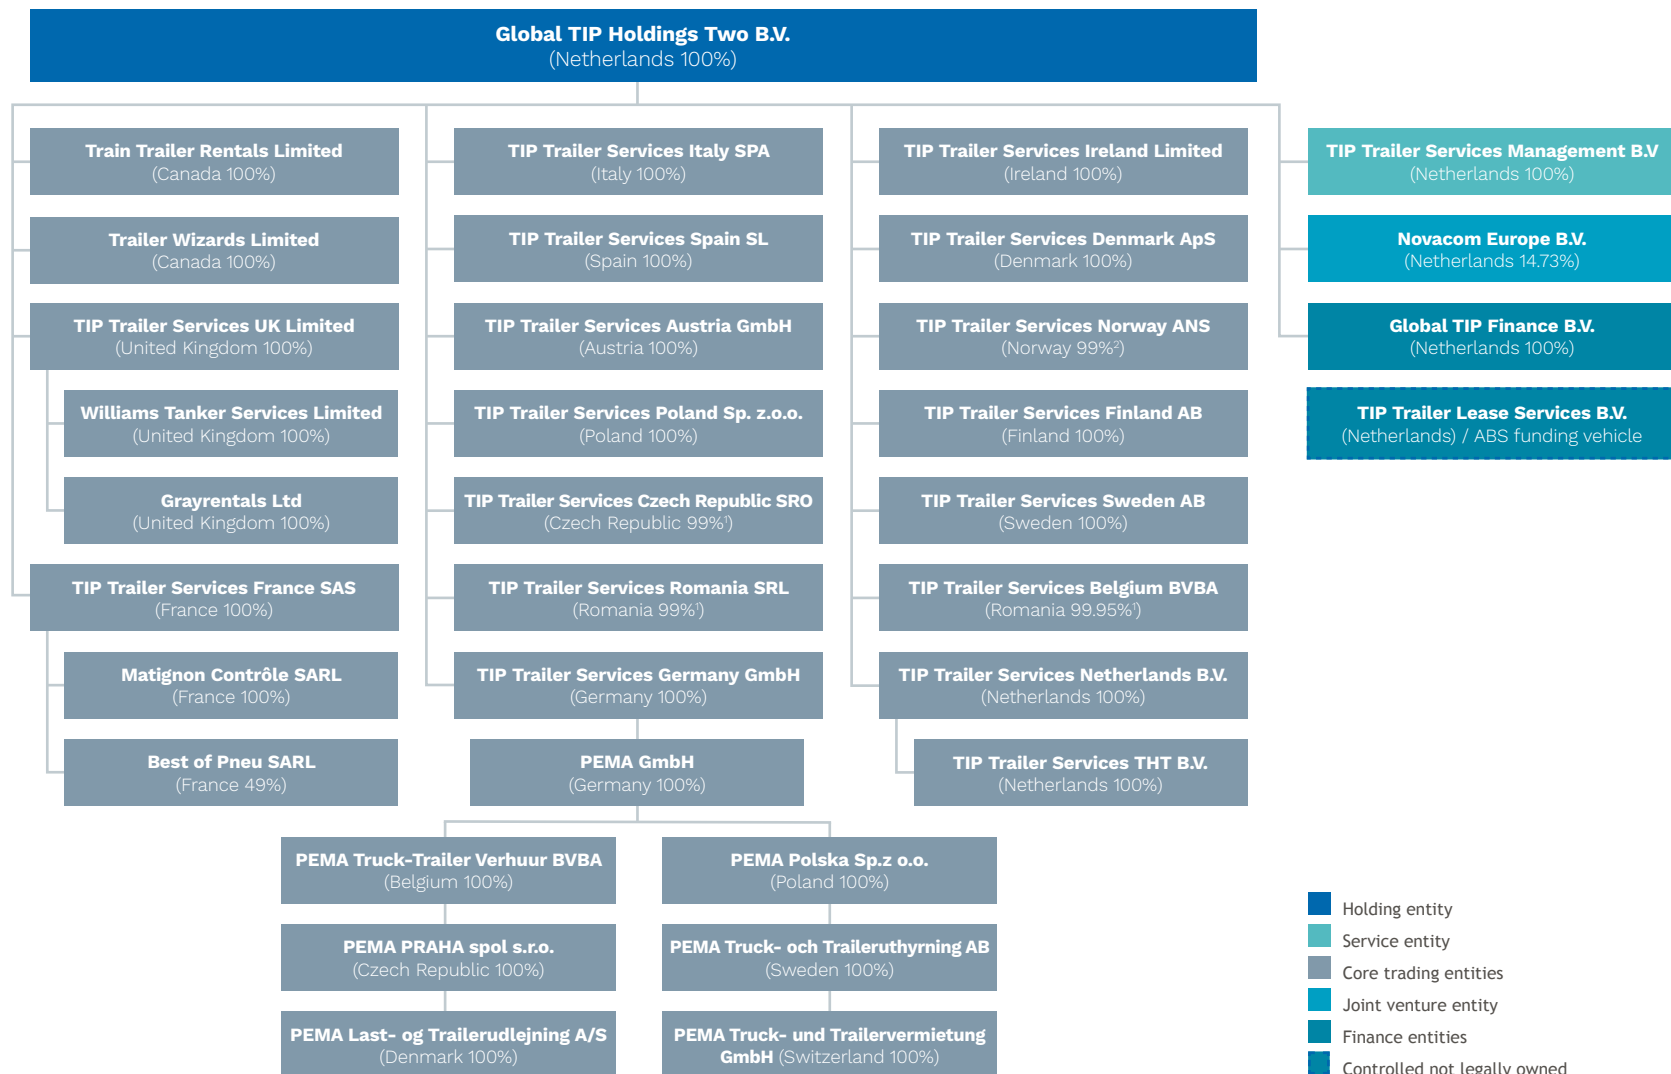 Global TIP Holdings Two B.V.
(Netherlands 100%)
Train Trailer Rentals Limited
(Canada 100%)
Trailer Wizards Limited
(Canada 100%)
TIP Trailer Services UK Limited
(United Kingdom 100%)
Williams Tanker Services Limited
(United Kingdom 100%)
Grayrentals Ltd
(United Kingdom 100%)
TIP Trailer Services France SAS
(France 100%)
Matignon Contrôle SARL
(France 100%)
Best of Pneu SARL
(France 49%)
TIP Trailer Services Italy SPA
(Italy 100%)
TIP Trailer Services Spain SL
(Spain 100%)
TIP Trailer Services Austria GmbH
(Austria 100%)
TIP Trailer Services Poland Sp. z.o.o.
(Poland 100%)
TIP Trailer Services Czech Republic SRO
(Czech Republic 99%¹)
TIP Trailer Services Romania SRL
(Romania 99%¹)
TIP Trailer Services Germany GmbH
(Germany 100%)
PEMA GmbH
(Germany 100%)
PEMA Truck-Trailer Verhuur BVBA
(Belgium 100%)
PEMA PRAHA spol s.r.o.
(Czech Republic 100%)
PEMA Last- og Trailerudlejning A/S
(Denmark 100%)
PEMA Polska Sp.z o.o.
(Poland 100%)
PEMA Truck- och Traileruthyrning AB
(Sweden 100%)
PEMA Truck- und Trailervermietung
GmbH (Switzerland 100%)
TIP Trailer Services Ireland Limited
(Ireland 100%)
TIP Trailer Services Denmark ApS
(Denmark 100%)
TIP Trailer Services Norway ANS
(Norway 99%²)
TIP Trailer Services Finland AB
(Finland 100%)
TIP Trailer Services Sweden AB
(Sweden 100%)
TIP Trailer Services Belgium BVBA
(Romania 99.95%¹)
TIP Trailer Services Netherlands B.V.
(Netherlands 100%)
TIP Trailer Services THT B.V.
(Netherlands 100%)
TIP Trailer Services Management B.V
(Netherlands 100%)
Novacom Europe B.V.
(Netherlands 14.73%)
Global TIP Finance B.V.
(Netherlands 100%)
TIP Trailer Lease Services B.V.
(Netherlands) / ABS funding vehicle
Holding entity
Service entity
Core trading entities
Joint venture entity
Finance entities
Controlled not legally owned